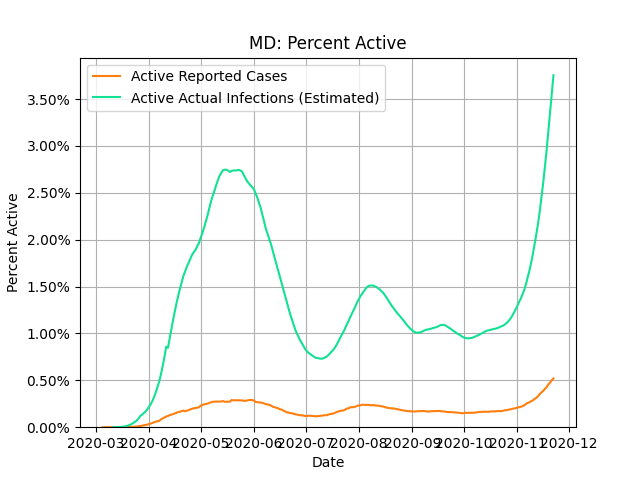 MD: Percent Active
Active Reported Cases
Active Actual Infections (Estimated)
3.50%
3.00%
2.50%
2.00%
1.50%
1.00%
0.50%
0.00%
Percent Active
2020-03 2020-04 2020-05 2020-06 2020-07 2020-08 2020-09 2020-10 2020-11 2020-12
Date